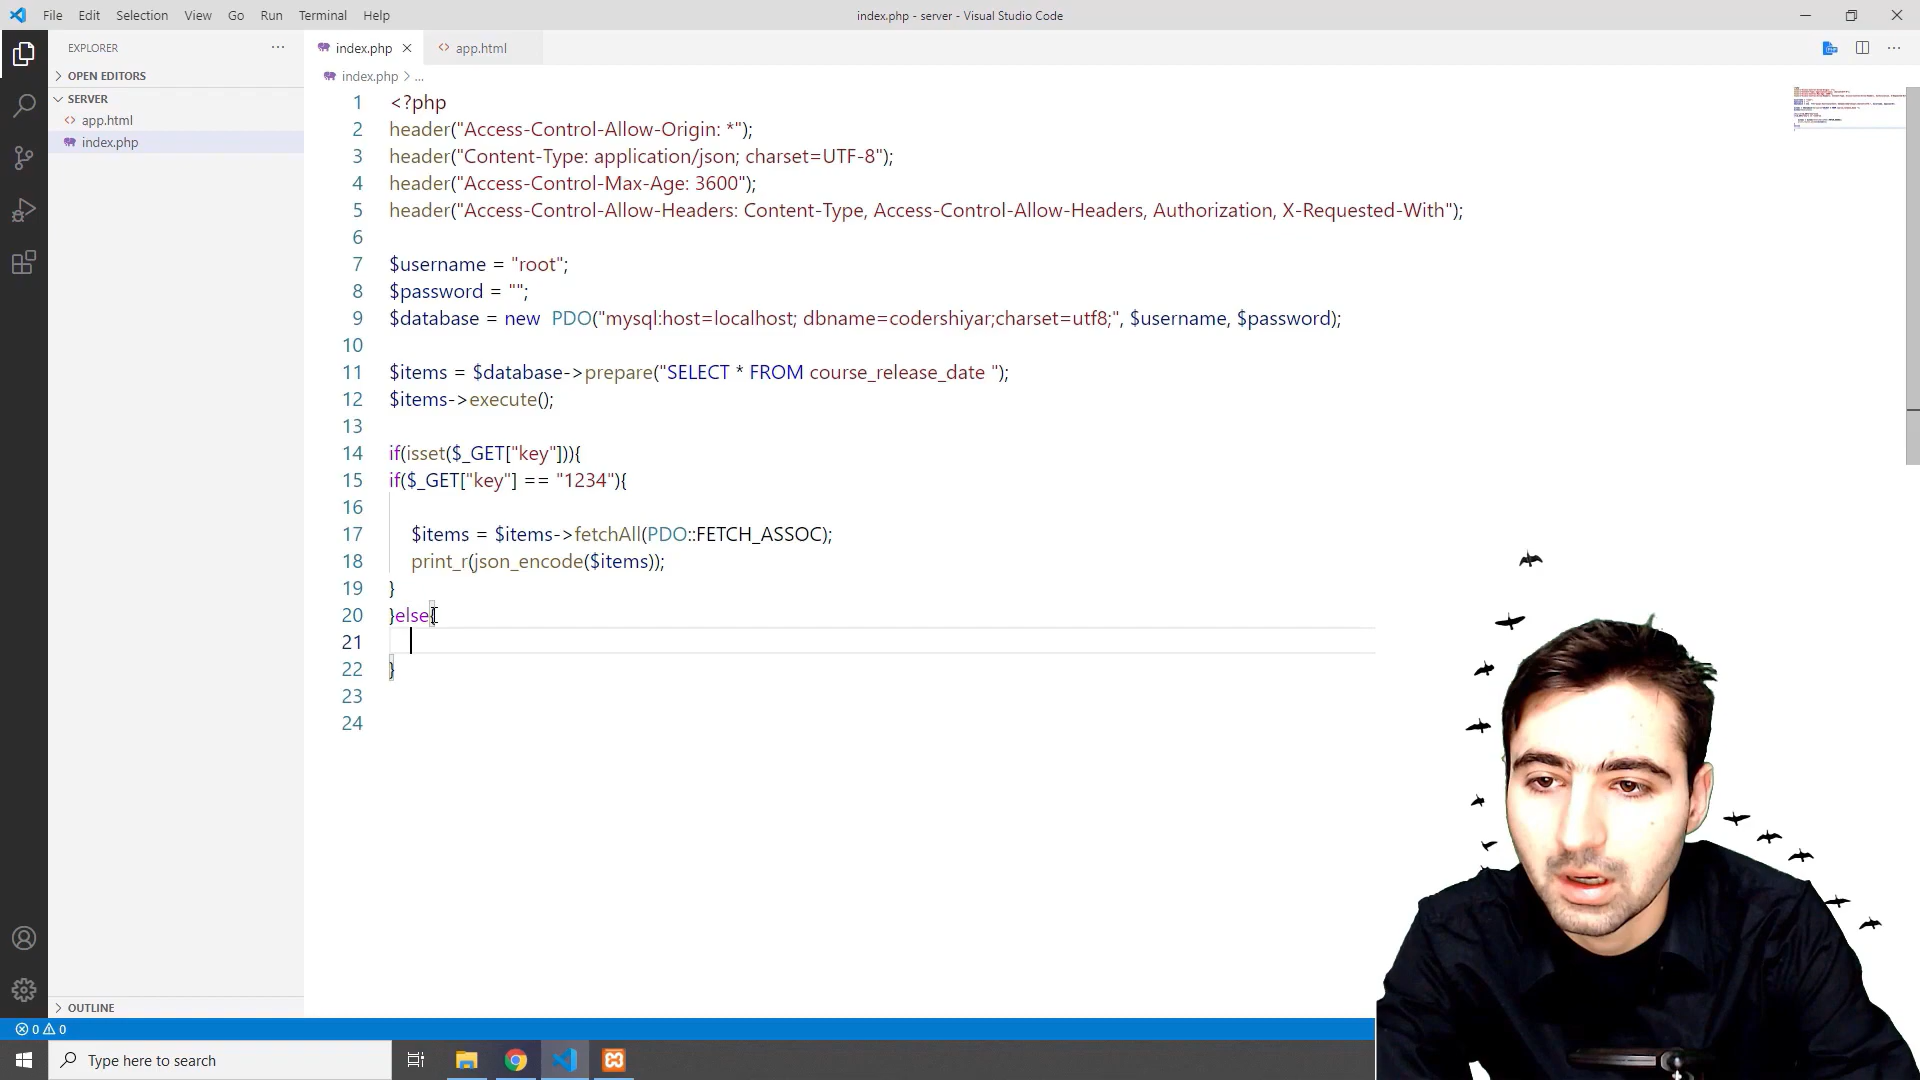 File Edit Selection View Go Run Terminal Help
index.php - server - Visual Studio Code
EXPLORER
index.php
app.html
OPEN EDITORS
index.php > ...
SERVER
app.html
index.php
1 <?php
2 header("Access-Control-Allow-Origin: *");
3 header("Content-Type: application/json; charset=UTF-8");
4 header("Access-Control-Max-Age: 3600");
5 header("Access-Control-Allow-Headers: Content-Type, Access-Control-Allow-Headers, Authorization, X-Requested-With");
6
7 $username = "root";
8 $password = "";
9 $database = new  PDO("mysql:host=localhost; dbname=codershiyar;charset=utf8;", $username, $password);
10
11 $items = $database->prepare("SELECT * FROM course_release_date ");
12 $items->execute();
13
14 if(isset($_GET["key"])){
15 if($_GET["key"] == "1234"){
16
17 $items = $items->fetchAll(PDO::FETCH_ASSOC);
18 print_r(json_encode($items));
19 }
20 }else{
21
22 }
23
24
OUTLINE
0 0
Type here to search